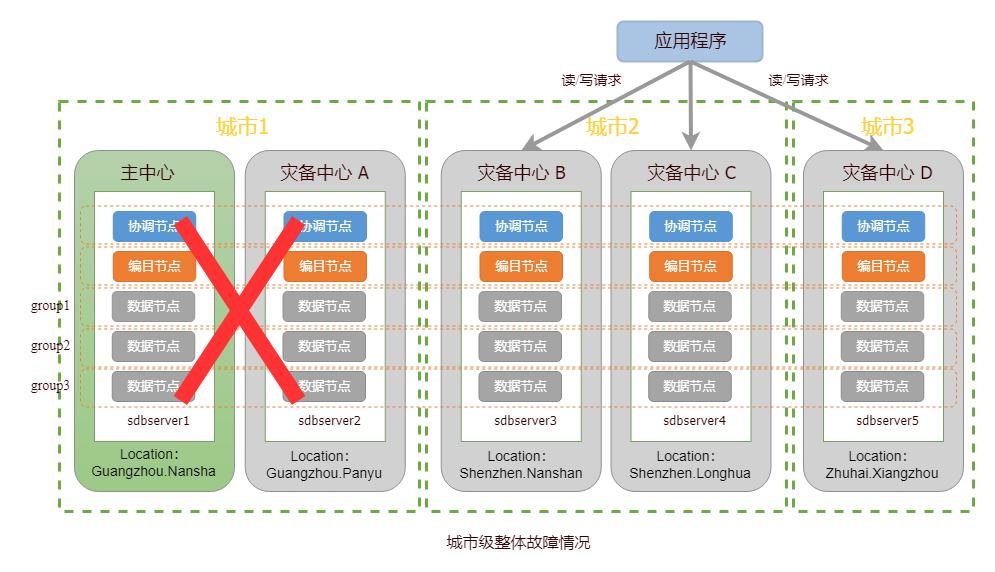 应用程序
读/写请求
读/写请求
城市1
城市2
城市3
主中心
灾备中心 A
灾备中心 B
灾备中心 C
灾备中心 D
协调节点
协调节点
协调节点
协调节点
协调节点
编目节点
编目节点
编目节点
编目节点
编目节点
group1
数据节点
数据节点
数据节点
数据节点
数据节点
group2
数据节点
数据节点
数据节点
数据节点
数据节点
group3
数据节点
数据节点
数据节点
数据节点
数据节点
sdbserver1
sdbserver2
sdbserver3
sdbserver4
sdbserver5
Location：
Guangzhou.Nansha
Location：
Guangzhou.Panyu
Location：
Shenzhen.Nanshan
Location：
Shenzhen.Longhua
Location：
Zhuhai.Xiangzhou
城市级整体故障情况